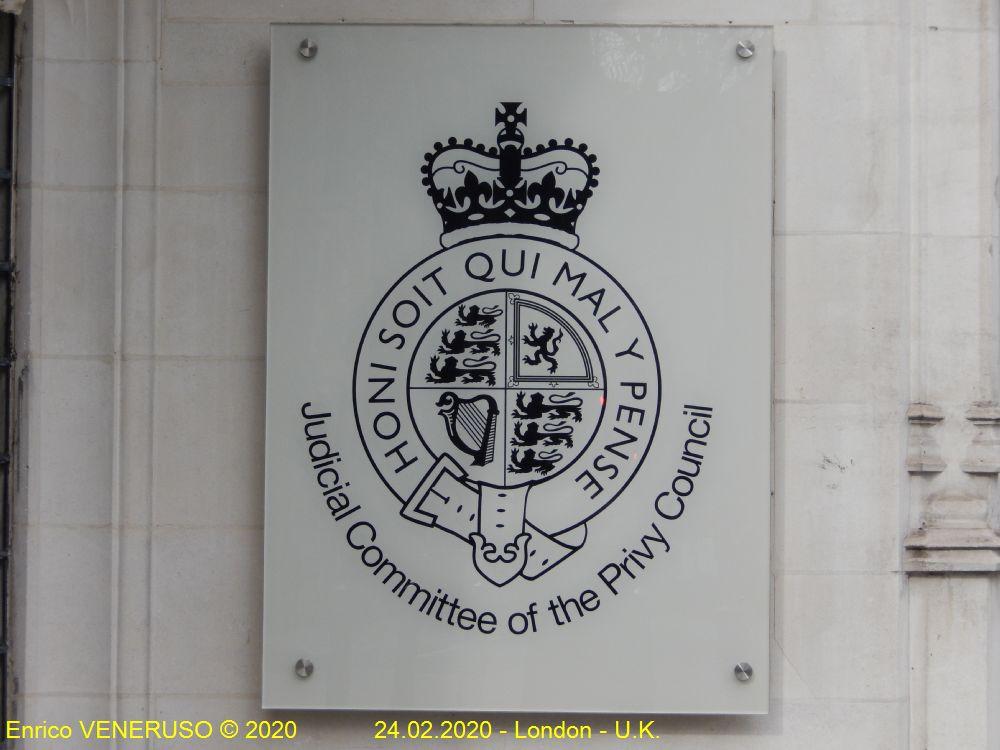 HONI SOIT QUI MAL Y PENSE
Judicial Committee of the Privy Council
Enrico VENERUSO © 2020 24.02.2020 - London - U.K.